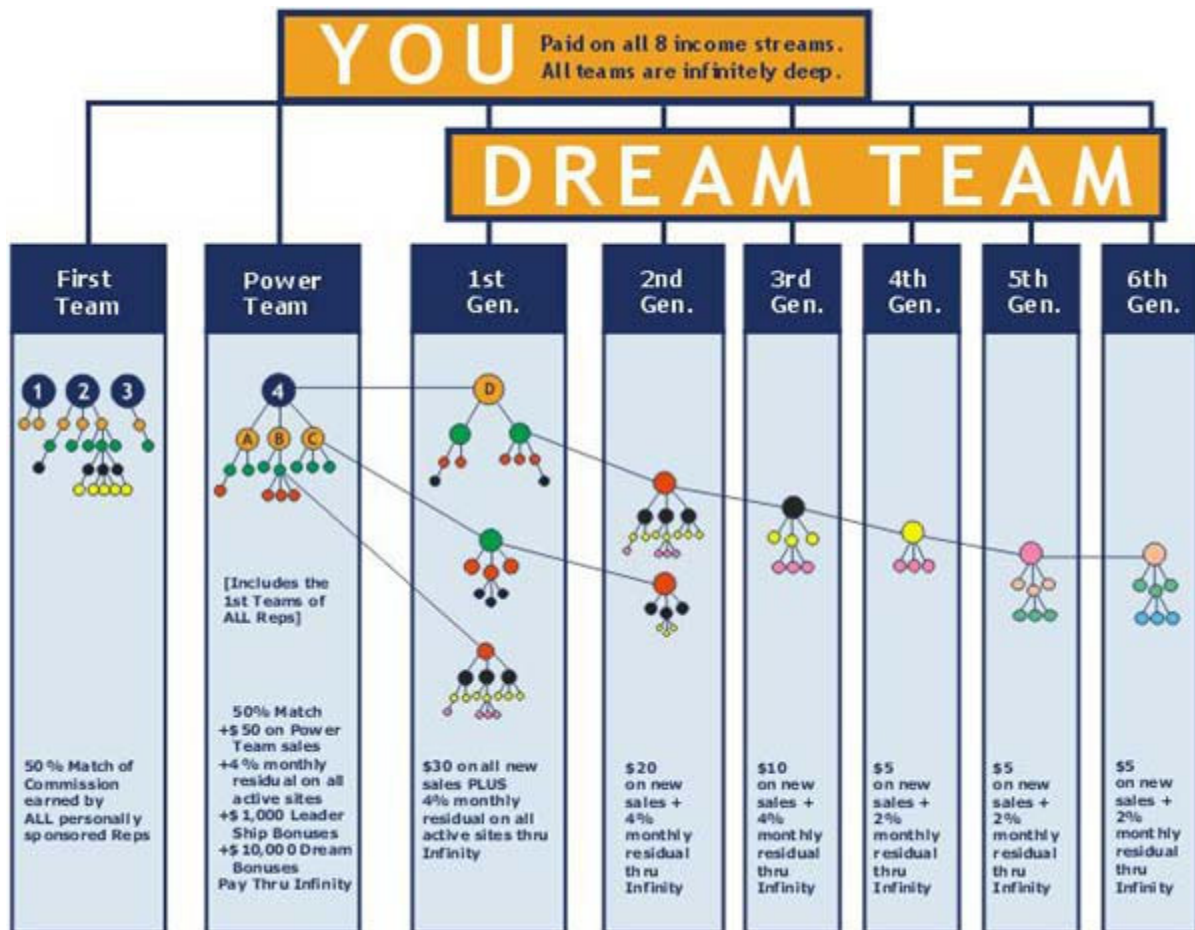 YOU
Paid on all 8 income streams.
All teams are infinitely deep.
DREAM TEAM
First
Team
Power
Team
1st
Gen.
2nd
Gen.
3rd
Gen.
4th
Gen.
5th
Gen.
6th
Gen.
1 2 3
4
A B C
D
[Includes the
1st Teams of
ALL Reps]
50% Match of
Commission
earned by
ALL personally
sponsored Reps
50% Match
+$50 on Power
Team sales
+4% monthly
residual on all
active sites
+$1,000 Leader
Ship Bonuses
+$10,000 Dream
Bonuses
Pay Thru Infinity
$30 on all new
sales PLUS
4% monthly
residual on all
active sites thru
Infinity
$20
on new
sales +
4%
monthly
residual
thru
Infinity
$10
on new
sales +
4%
monthly
residual
thru
Infinity
$5
on new
sales +
2%
monthly
residual
thru
Infinity
$5
on new
sales +
2%
monthly
residual
thru
Infinity
$5
on new
sales +
2%
monthly
residual
thru
Infinity